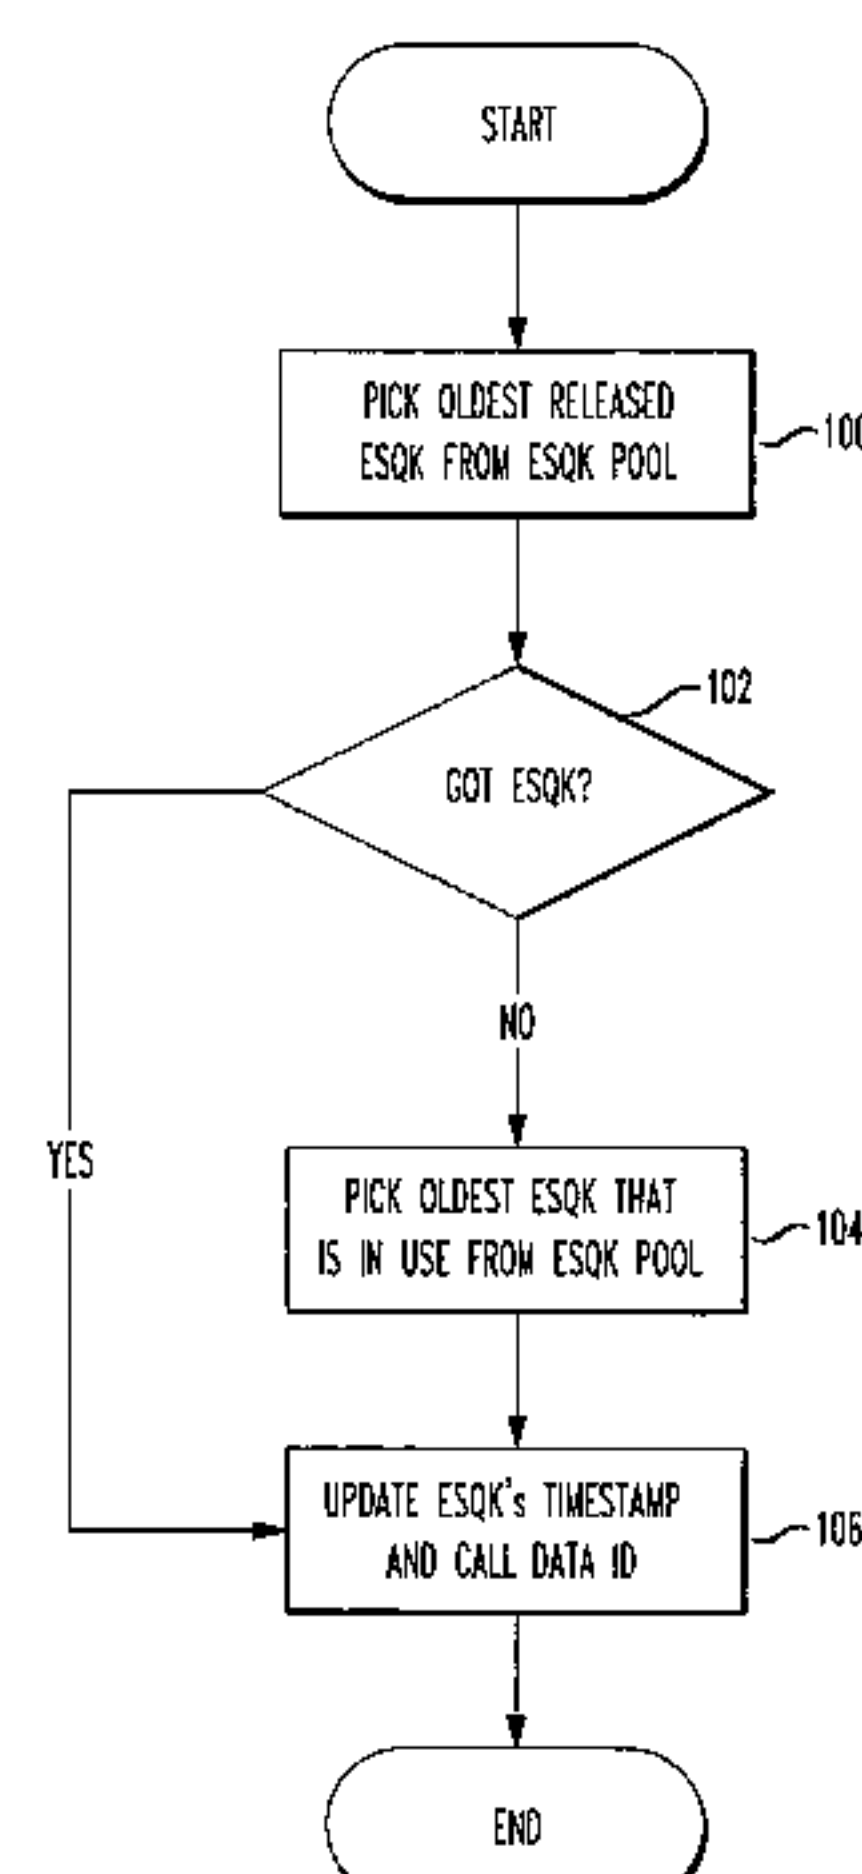 START
PICK OLDEST RELEASED
ESQK FROM ESQK POOL
100
102
GOT ESQK?
NO
YES
PICK OLDEST ESQK THAT
IS IN USE FROM ESQK POOL
104
UPDATE ESQK's TIMESTAMP
AND CALL DATA ID
106
END